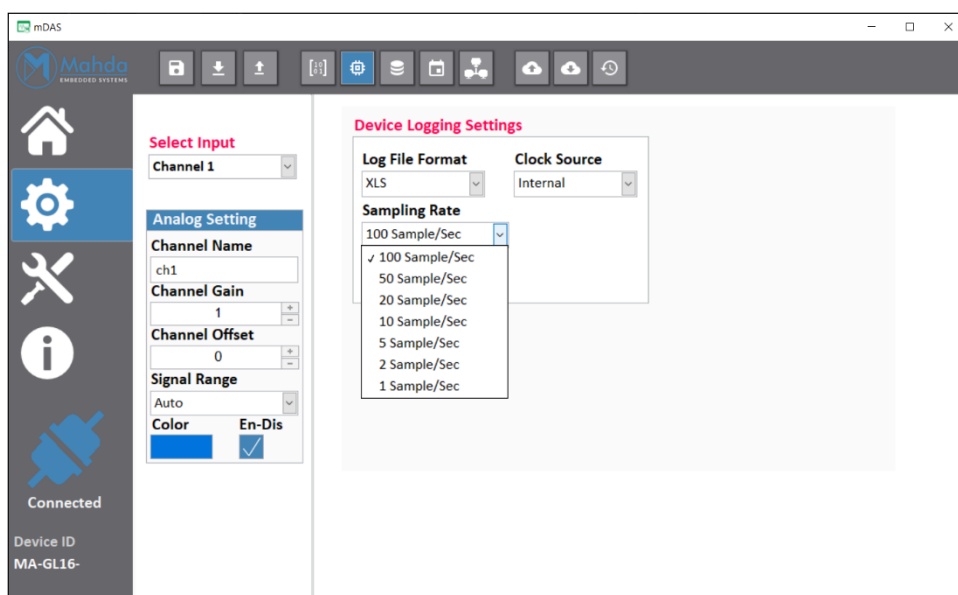 mDAS
Mahda
EMBEDDED SYSTEMS
Select Input
Channel 1
Analog Setting
Channel Name
ch1
Channel Gain
1
Channel Offset
0
Signal Range
Auto
Color En-Dis
Device Logging Settings
Log File Format Clock Source
XLS Internal
Sampling Rate
100 Sample/Sec
✓ 100 Sample/Sec
50 Sample/Sec
20 Sample/Sec
10 Sample/Sec
5 Sample/Sec
2 Sample/Sec
1 Sample/Sec
Connected
Device ID
MA-GL16-